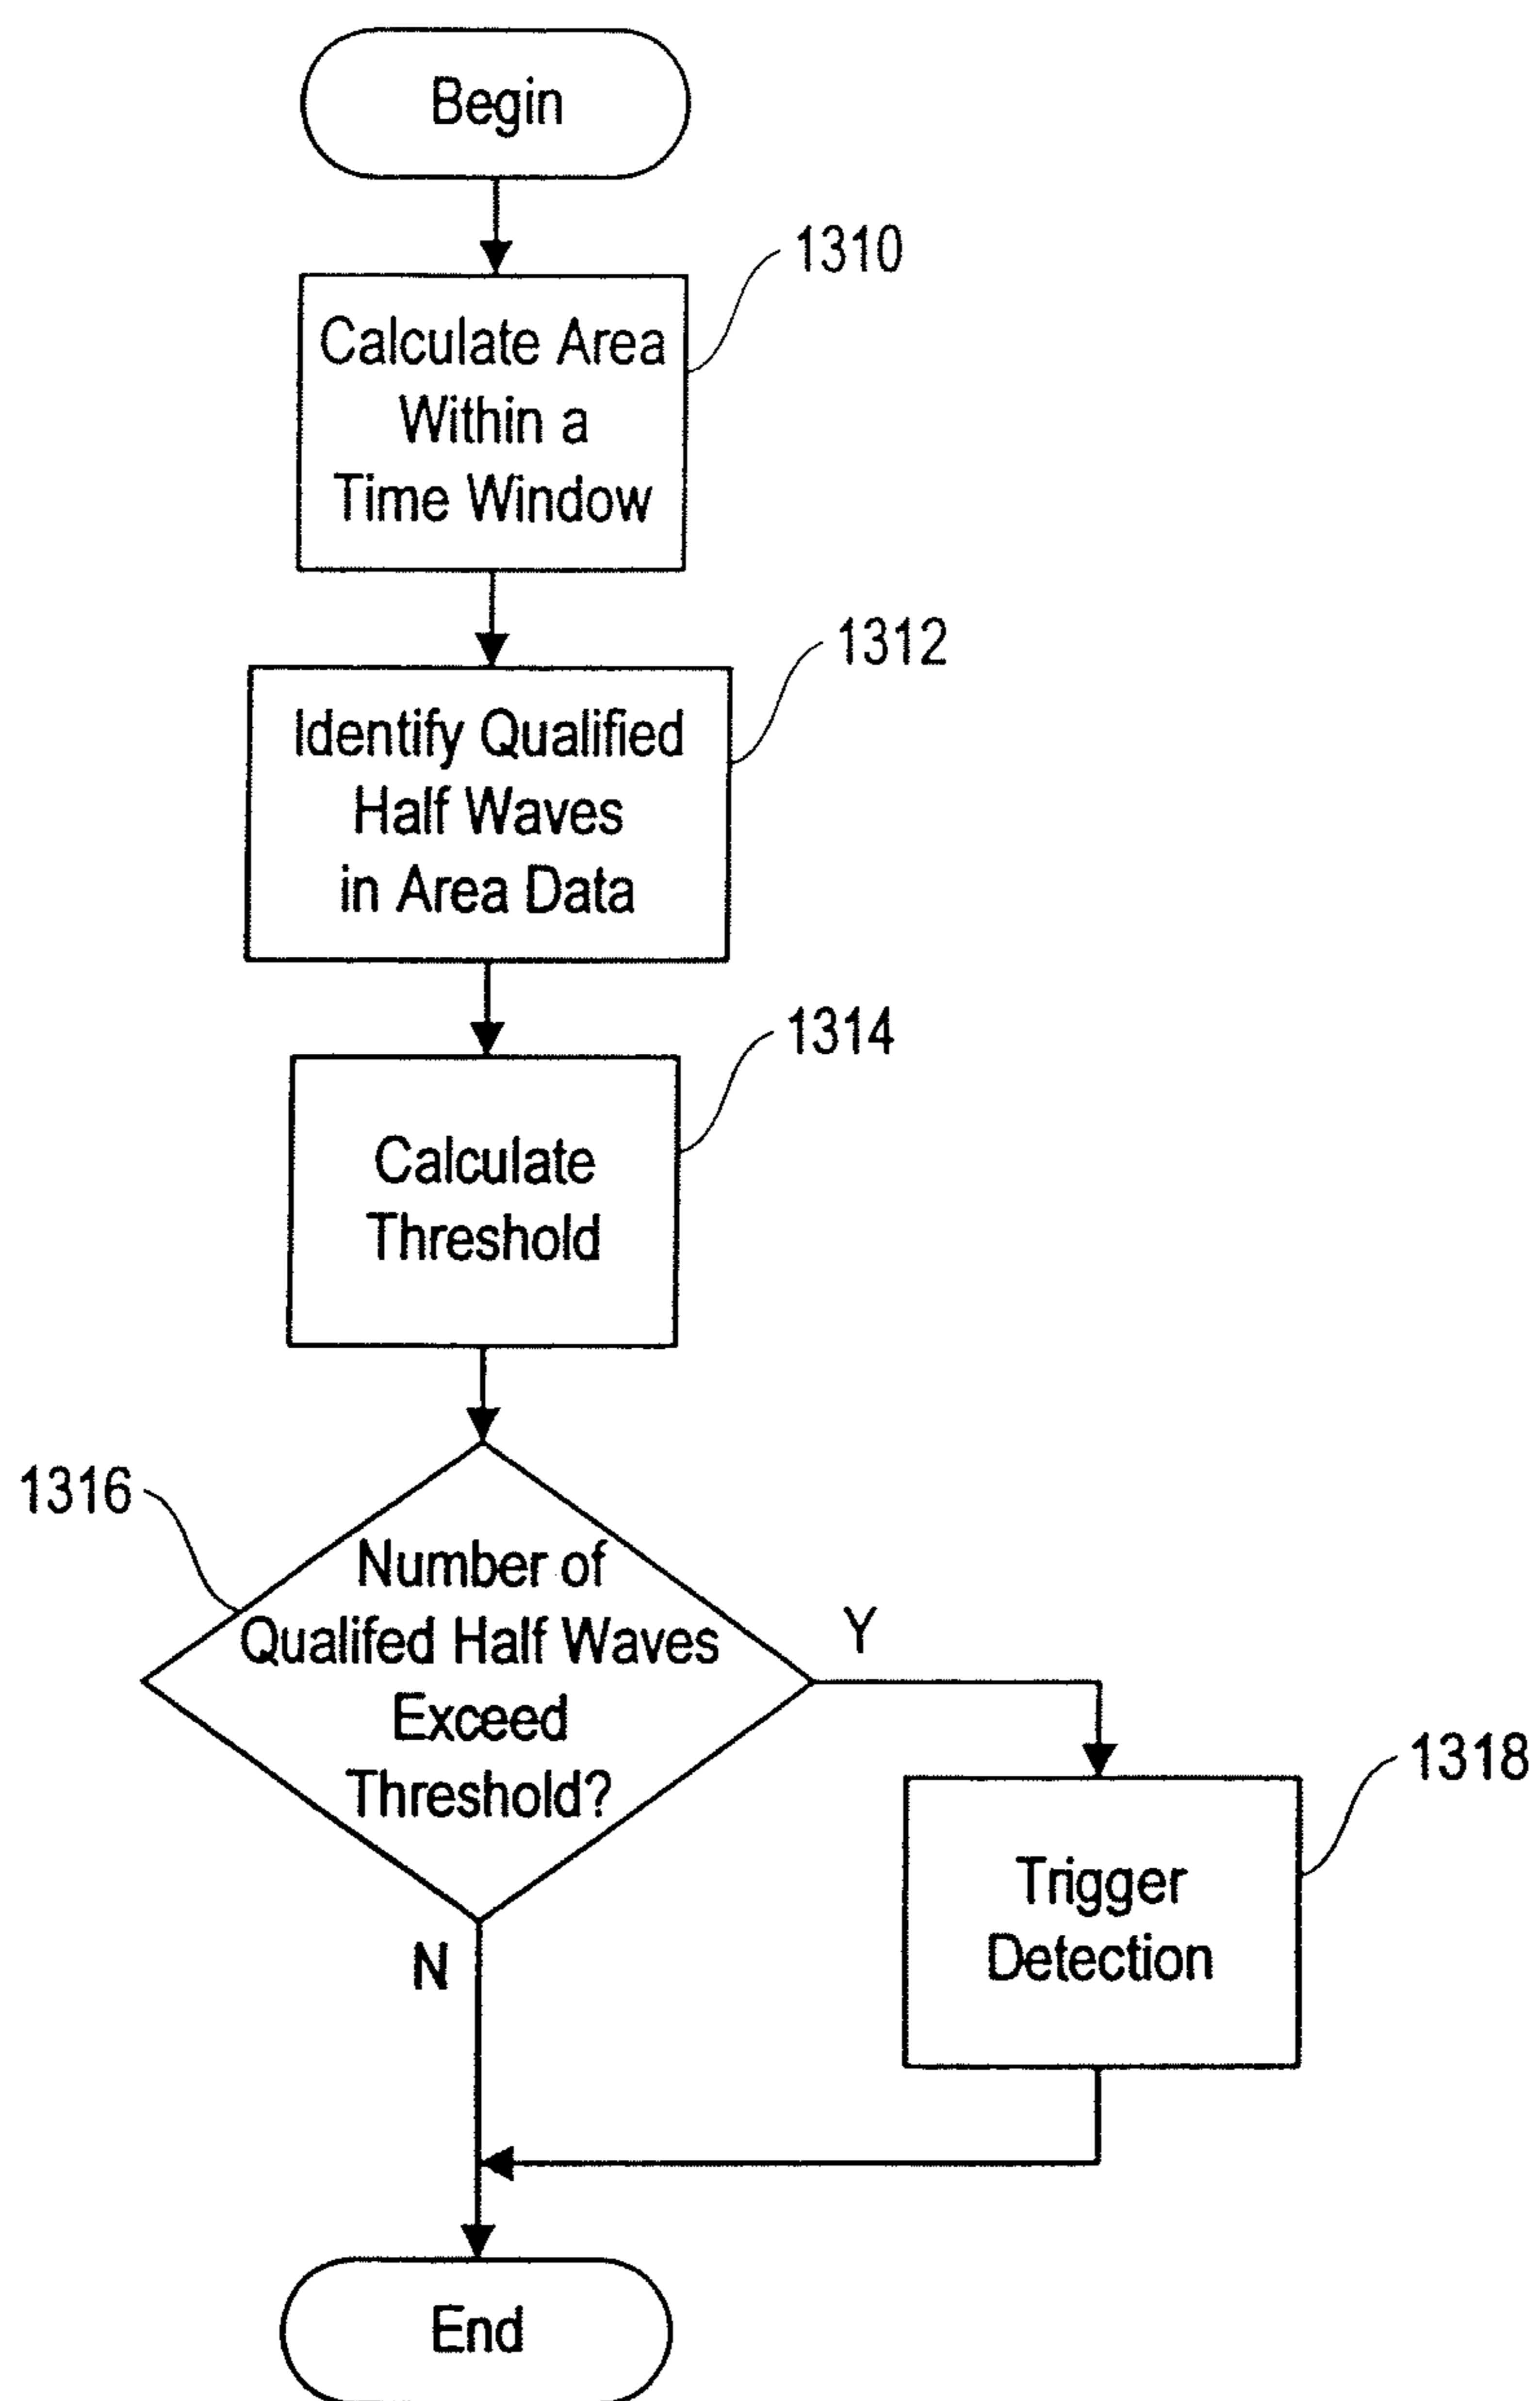 Begin
1310
Calculate Area
Within a
Time Window
1312
Identify Qualified
Half Waves
in Area Data
1314
Calculate
Threshold
1316
Number of
Qualifed Half Waves
Exceed
Threshold?
Y
1318
Trigger
Detection
N
End